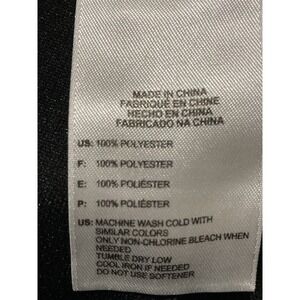 MADE IN CHINA
FABRIQUÉ EN CHINE
HECHO EN CHINA
FABRICADO NA CHINA
US: 100% POLYESTER
F: 100% POLYESTER
E: 100% POLIÉSTER
P: 100% POLIÉSTER
US: MACHINE WASH COLD WITH
SIMILAR COLORS
ONLY NON-CHLORINE BLEACH WHEN
NEEDED
TUMBLE DRY LOW
COOL IRON IF NEEDED
DO NOT USE SOFTENER